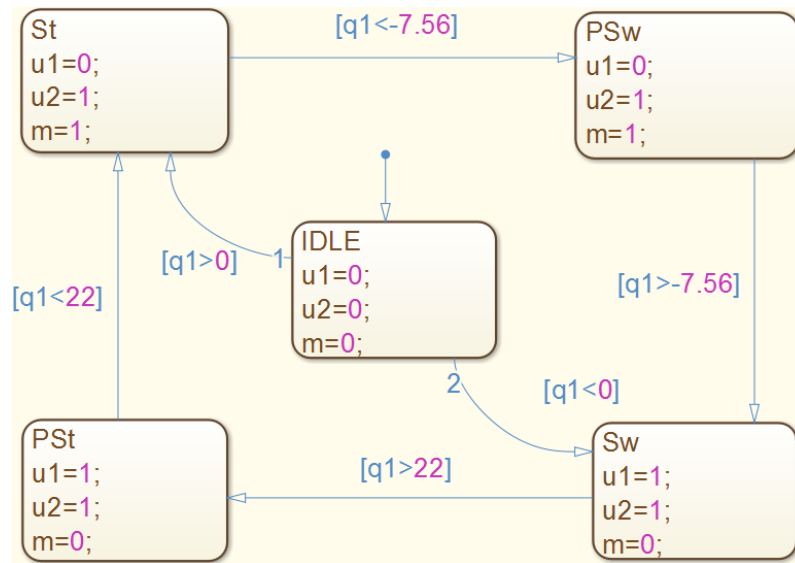 St
u1=0;
u2=1;
m=1;
[q1<-7.56]
PSw
u1=0;
u2=1;
m=1;
IDLE
u1=0;
u2=0;
m=0;
[q1>0]
1
[q1<22]
[q1>-7.56]
2
[q1<0]
PSt
u1=1;
u2=1;
m=0;
[q1>22]
Sw
u1=1;
u2=1;
m=0;